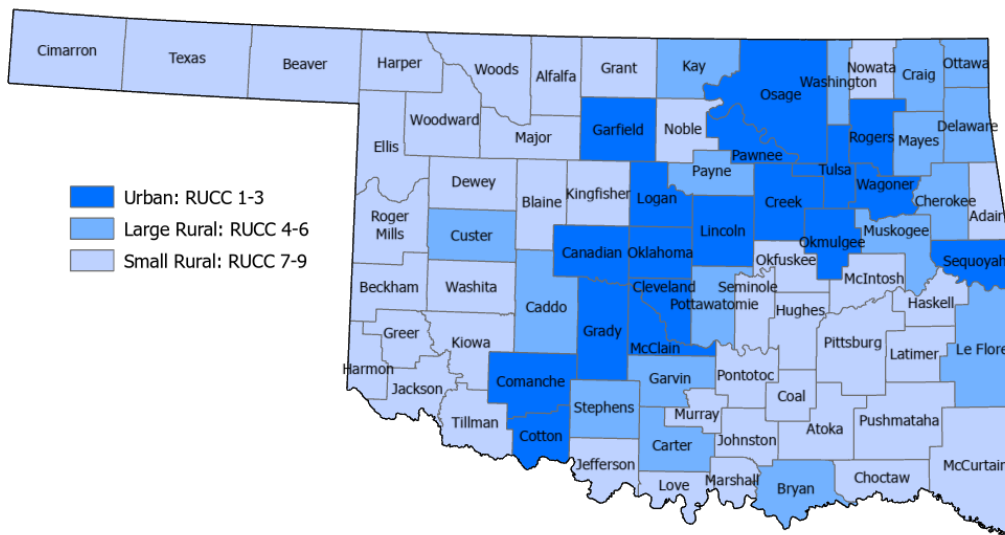 Cimarron
Texas
Beaver
Harper
Woods
Alfalfa
Grant
Kay
Osage
Washington
Nowata
Craig
Ottawa
Woodward
Ellis
Major
Garfield
Noble
Pawnee
Rogers
Mayes
Delaware
Tulsa
Payne
Wagoner
Cherokee
Adair
Dewey
Blaine
Kingfisher
Logan
Lincoln
Creek
Muskogee
Okmulgee
Sequoyah
Roger
Mills
Custer
Canadian
Oklahoma
Okfuskee
McIntosh
Urban: RUCC 1-3
Large Rural: RUCC 4-6
Small Rural: RUCC 7-9
Beckham
Washita
Caddo
Cleveland
Pottawatomie
Seminole
Hughes
Haskell
Greer
Kiowa
Grady
McClain
Pittsburg
Latimer
Le Flore
Harmon
Jackson
Comanche
Garvin
Pontotoc
Coal
Tillman
Cotton
Stephens
Murray
Carter
Johnston
Atoka
Pushmataha
Jefferson
Love
Marshall
Bryan
Choctaw
McCurtain